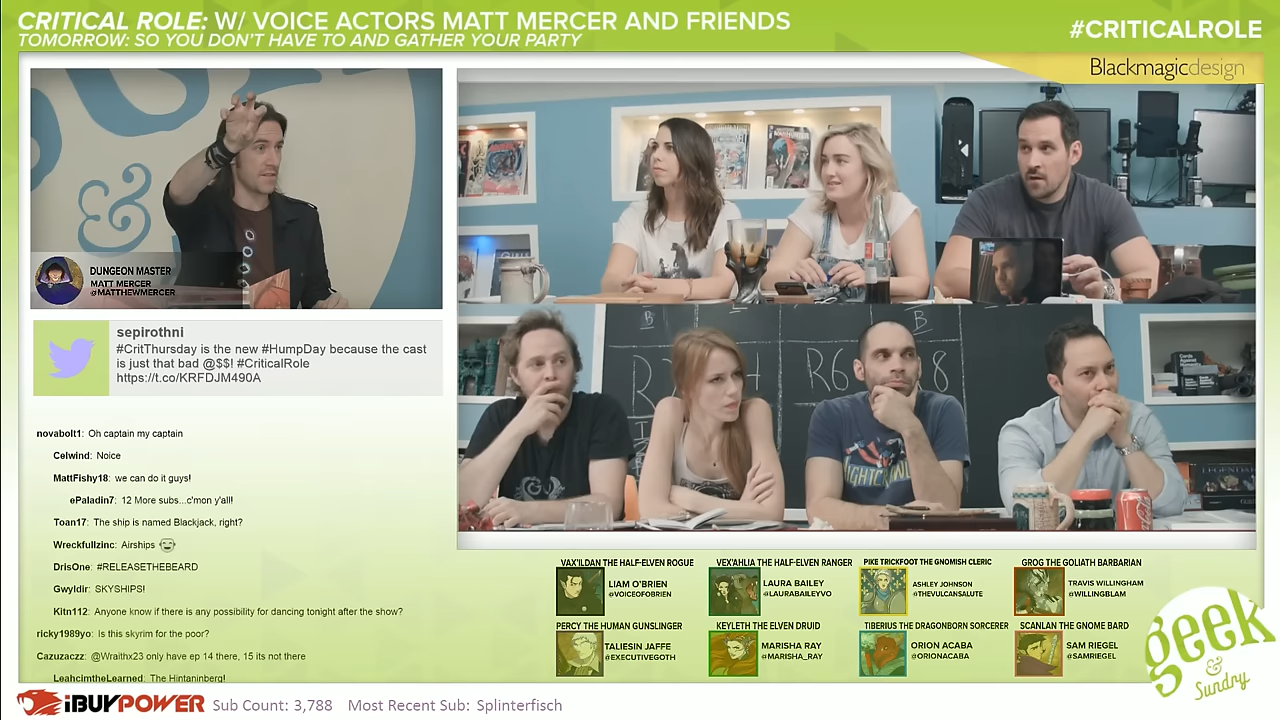 CRITICAL ROLE: W/ VOICE ACTORS MATT MERCER AND FRIENDS
TOMORROW: SO YOU DON'T HAVE TO AND GATHER YOUR PARTY
#CRITICALROLE
Blackmagicdesign
DUNGEON MASTER
MATT MERCER
@MATTHEWMERCER
sepirothni
#CritThursday is the new #HumpDay because the cast
is just that bad @$$! #CriticalRole
https://t.co/KRFDJM490A
novabolt1: Oh captain my captain
Celwind: Noice
MattFishy18: we can do it guys!
ePaladin7: 12 More subs...c'mon y'all!
Toan17: The ship is named Blackjack, right?
Wreckfullzinc: Airships
DrisOne: #RELEASETHEBEARD
Gwyldir: SKYSHIPS!
Kitn112: Anyone know if there is any possibility for dancing tonight after the show?
ricky1989yo: Is this skyrim for the poor?
Cazuzaczz: @Wraithx23 only have ep 14 there, 15 its not there
LeahcimtheLearned: The Hintaninberg!
B
B
R6
8
VAX'ILDAN THE HALF-ELVEN ROGUE
LIAM O'BRIEN
@VOICEOFOBRIEN
VEX'AHLIA THE HALF-ELVEN RANGER
LAURA BAILEY
@LAURABAILEYVO
PIKE TRICKFOOT THE GNOMISH CLERIC
ASHLEY JOHNSON
@THEVULCANSALUTE
GROG THE GOLIATH BARBARIAN
TRAVIS WILLINGHAM
@WILLINGBLAM
PERCY THE HUMAN GUNSLINGER
TALIESIN JAFFE
@EXECUTIVEGOTH
KEYLETH THE ELVEN DRUID
MARISHA RAY
@MARISHA_RAY
TIBERIUS THE DRAGONBORN SORCERER
ORION ACABA
@ORIONACABA
SCANLAN THE GNOME BARD
SAM RIEGEL
@SAMRIEGEL
geek
&
Sundry
iBUYPOWER
Sub Count: 3,788 Most Recent Sub: Splinterfisch